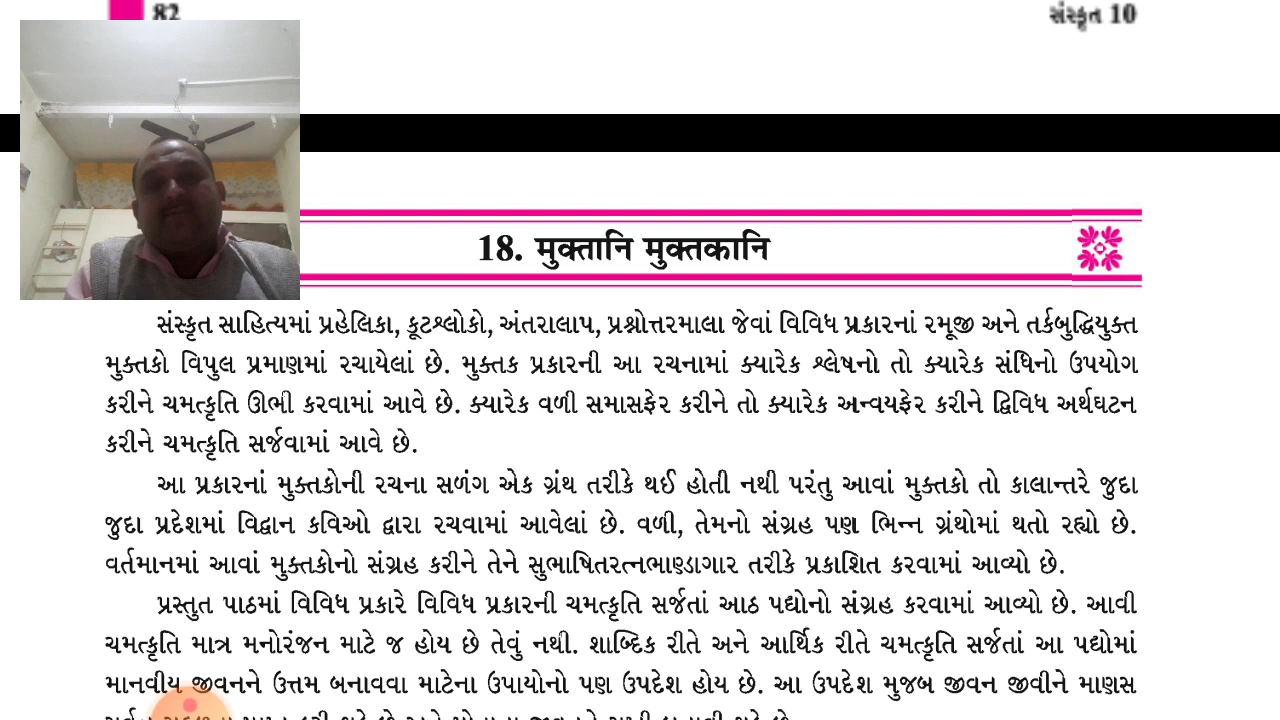 82
સંસ્કૃત 10
18. मुक्तानि मुक्तकानि
સંસ્કૃત સાહિત્યમાં પ્રહેલિકા, કૂટશ્લોકો, અંતરાલાપ, પ્રશ્નોત્તરમાલા જેવાં વિવિધ પ્રકારનાં રમૂજી અને તર્કબુદ્ધિયુક્ત
મુક્તકો વિપુલ પ્રમાણમાં રચાયેલાં છે. મુક્તક પ્રકારની આ રચનામાં ક્યારેક શ્લેષનો તો ક્યારેક સંધિનો ઉપયોગ
કરીને ચમત્કૃતિ ઊભી કરવામાં આવે છે. ક્યારેક વળી સમાસફેર કરીને તો ક્યારેક અન્વયફેર કરીને દ્વિવિધ અર્થઘટન
કરીને ચમત્કૃતિ સર્જવામાં આવે છે.
આ પ્રકારનાં મુક્તકોની રચના સળંગ એક ગ્રંથ તરીકે થઈ હોતી નથી પરંતુ આવાં મુક્તકો તો કાલાન્તરે જુદા
જુદા પ્રદેશમાં વિદ્વાન કવિઓ દ્વારા રચવામાં આવેલાં છે. વળી, તેમનો સંગ્રહ પણ ભિન્ન ગ્રંથોમાં થતો રહ્યો છે.
વર્તમાનમાં આવાં મુક્તકોનો સંગ્રહ કરીને તેને સુભાષિતરત્નભાણ્ડાગાર તરીકે પ્રકાશિત કરવામાં આવ્યો છે.
પ્રસ્તુત પાઠમાં વિવિધ પ્રકારે વિવિધ પ્રકારની ચમત્કૃતિ સર્જતાં આઠ પદ્યોનો સંગ્રહ કરવામાં આવ્યો છે. આવી
ચમત્કૃતિ માત્ર મનોરંજન માટે જ હોય છે તેવું નથી. શાબ્દિક રીતે અને આર્થિક રીતે ચમત્કૃતિ સર્જતાં આ પદ્યોમાં
માનવીય જીવનને ઉત્તમ બનાવવા માટેના ઉપાયોનો પણ ઉપદેશ હોય છે. આ ઉપદેશ મુજબ જીવન જીવીને માણસ